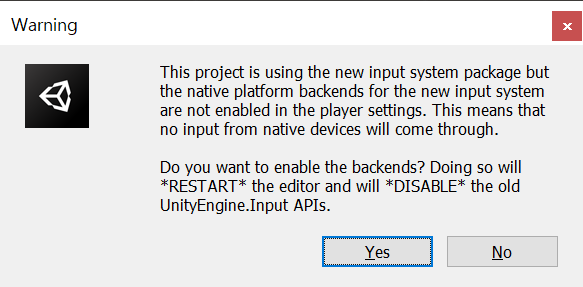 Warning
This project is using the new input system package but
the native platform backends for the new input system
are not enabled in the player settings. This means that
no input from native devices will come through.
Do you want to enable the backends? Doing so will
*RESTART* the editor and will *DISABLE* the old
UnityEngine.Input APIs.
Yes
No